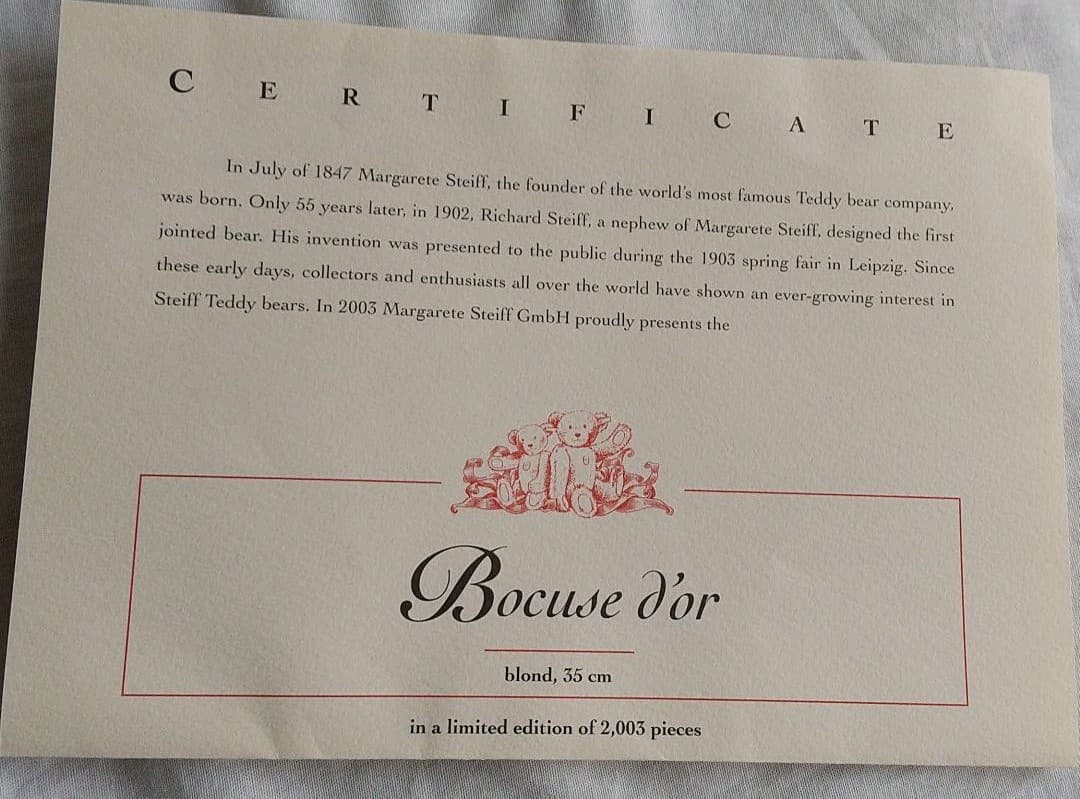 CERTIFICATE
In July of 1847 Margarete Steiff, the founder of the world's most famous Teddy bear company,
was born. Only 55 years later, in 1902, Richard Steiff, a nephew of Margarete Steiff, designed the first
jointed bear. His invention was presented to the public during the 1903 spring fair in Leipzig. Since
these early days, collectors and enthusiasts all over the world have shown an ever-growing interest in
Steiff Teddy bears. In 2003 Margarete Steiff GmbH proudly presents the
Bocuse d'or
blond, 35 cm
in a limited edition of 2,003 pieces